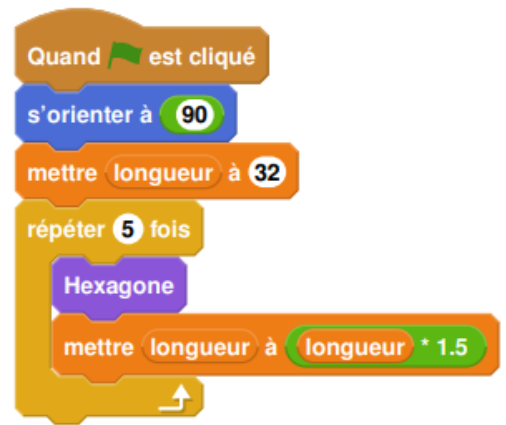 Quand est cliqué
s'orienter à 90
mettre longueur à 32
répéter 5 fois
Hexagone
mettre longueur à longueur * 1.5